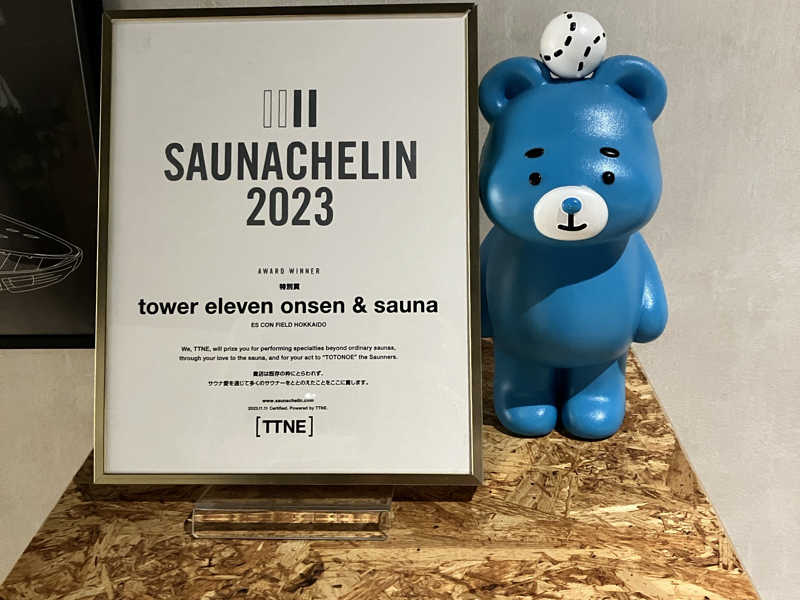 SAUNACHELIN
2023
AWARD WINNER
特別賞
tower eleven onsen & sauna
ES CON FIELD HOKKAIDO
We, TTNE, will prize you for performing specialties beyond ordinary saunas,
through your love to the sauna, and for your act to "TOTONOE" the Saunners.
貴店は既存の枠にとらわれず、
サウナ愛を通じて多くのサウナーをととのえたことをここに賞します。
www.saunachelin.com
2023.11.11 Certified. Powered by TTNE.
[TTNE]